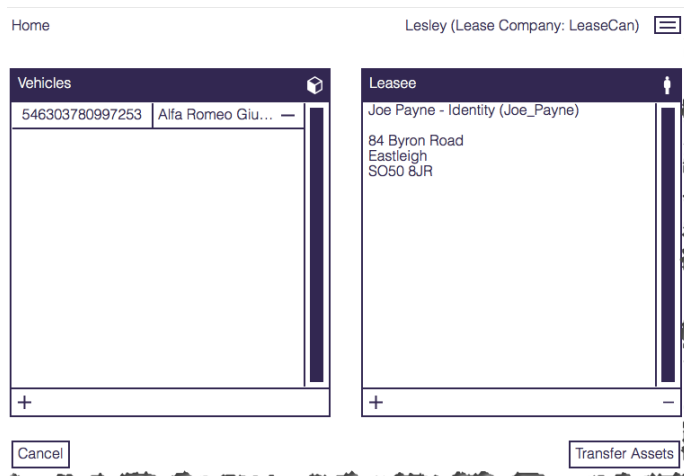 Home
Lesley (Lease Company: LeaseCan)
Vehicles
546303780997253 Alfa Romeo Giu... —
+
Leasee
Joe Payne - Identity (Joe_Payne)
84 Byron Road
Eastleigh
SO50 8JR
+ –
Cancel
Transfer Assets